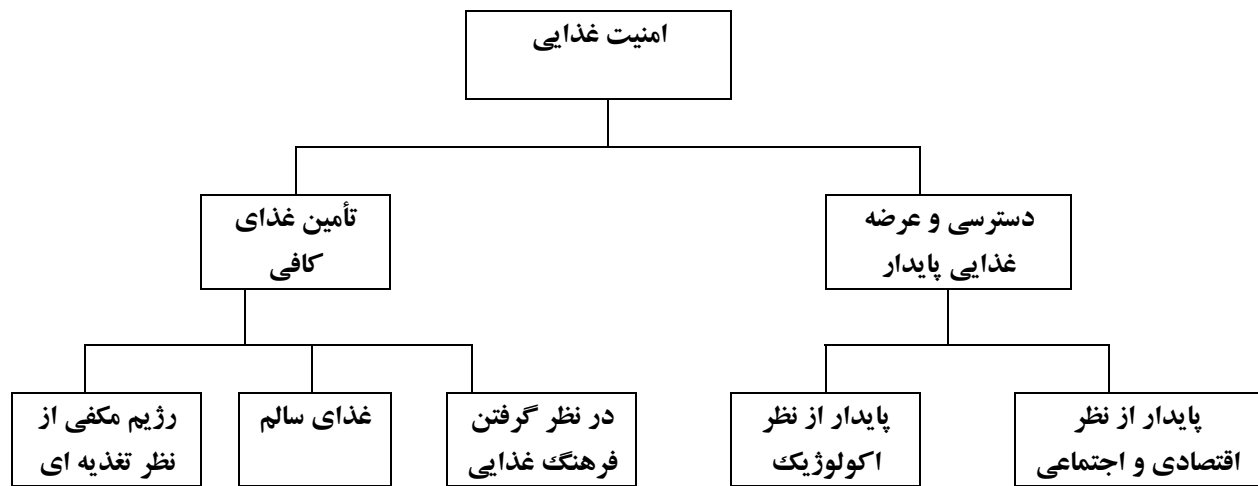 امنیت غذایی
دسترسی و عرضه
غذایی پایدار
تأمین غذای
کافی
پایدار از نظر
اقتصادی و اجتماعی
پایدار از نظر
اکولوژیک
در نظر گرفتن
فرهنگ غذایی
غذای سالم
رژیم مکفی از
نظر تغذیه ای